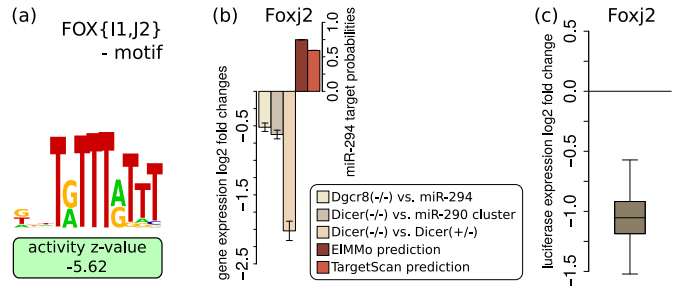 (a)
FOX{I1,J2}
- motif
activity z-value
-5.62
(b)
Foxj2
gene expression log2 fold changes
-0.5
-1.5
-2.5
0.0
0.5
1.0
miR-294 target probabilities
Dgcr8(-/-) vs. miR-294
Dicer(-/-) vs. miR-290 cluster
Dicer(-/-) vs. Dicer(+/-)
ElMMo prediction
TargetScan prediction
(c)
Foxj2
luciferase expression log2 fold change
0.5
0.0
-0.5
-1.0
-1.5